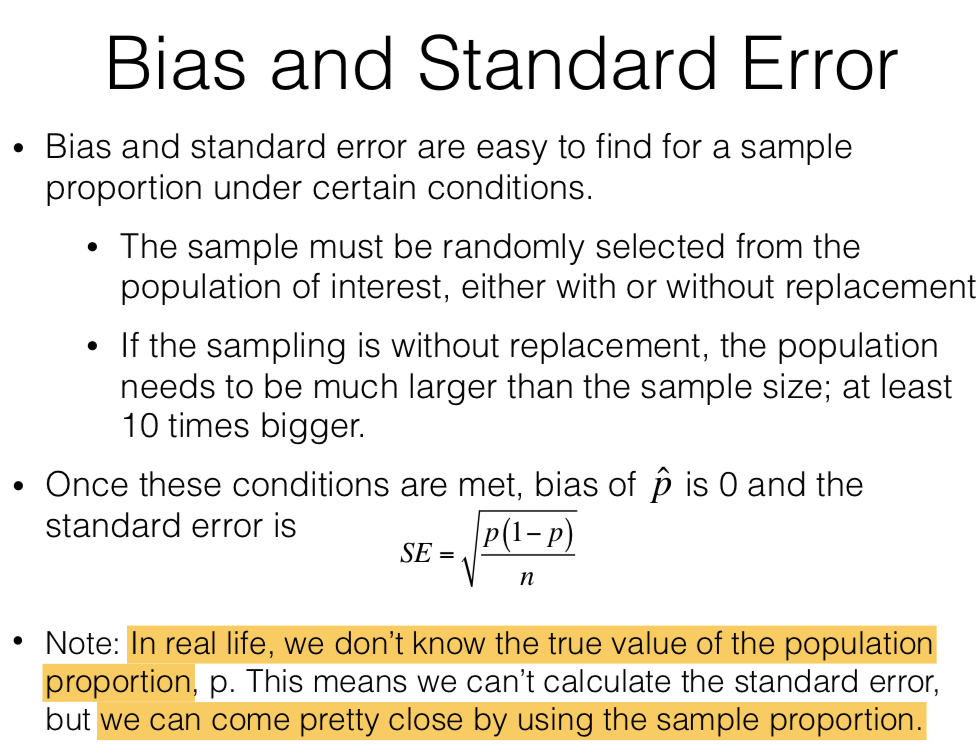 Bias and Standard Error
• Bias and standard error are easy to find for a sample
proportion under certain conditions.
• The sample must be randomly selected from the
population of interest, either with or without replacement
• If the sampling is without replacement, the population
needs to be much larger than the sample size; at least
10 times bigger.
• Once these conditions are met, bias of p̂ is 0 and the
standard error is
SE = √(p(1− p)/n)
• Note: In real life, we don’t know the true value of the population
proportion, p. This means we can’t calculate the standard error,
but we can come pretty close by using the sample proportion.